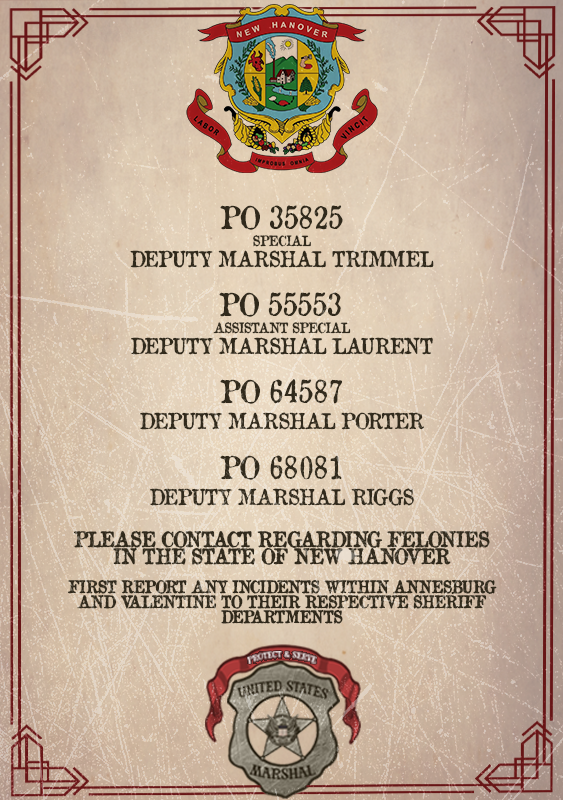 NEW HANOVER
LABOR
VINCIT
IMPROBUS OMNIA
PO 35825
SPECIAL
DEPUTY MARSHAL TRIMMEL
PO 55553
ASSISTANT SPECIAL
DEPUTY MARSHAL LAURENT
PO 64587
DEPUTY MARSHAL PORTER
PO 68081
DEPUTY MARSHAL RIGGS
PLEASE CONTACT REGARDING FELONIES
IN THE STATE OF NEW HANOVER
FIRST REPORT ANY INCIDENTS WITHIN ANNESBURG
AND VALENTINE TO THEIR RESPECTIVE SHERIFF
DEPARTMENTS
PROTECT & SERVE
UNITED STATES
MARSHAL